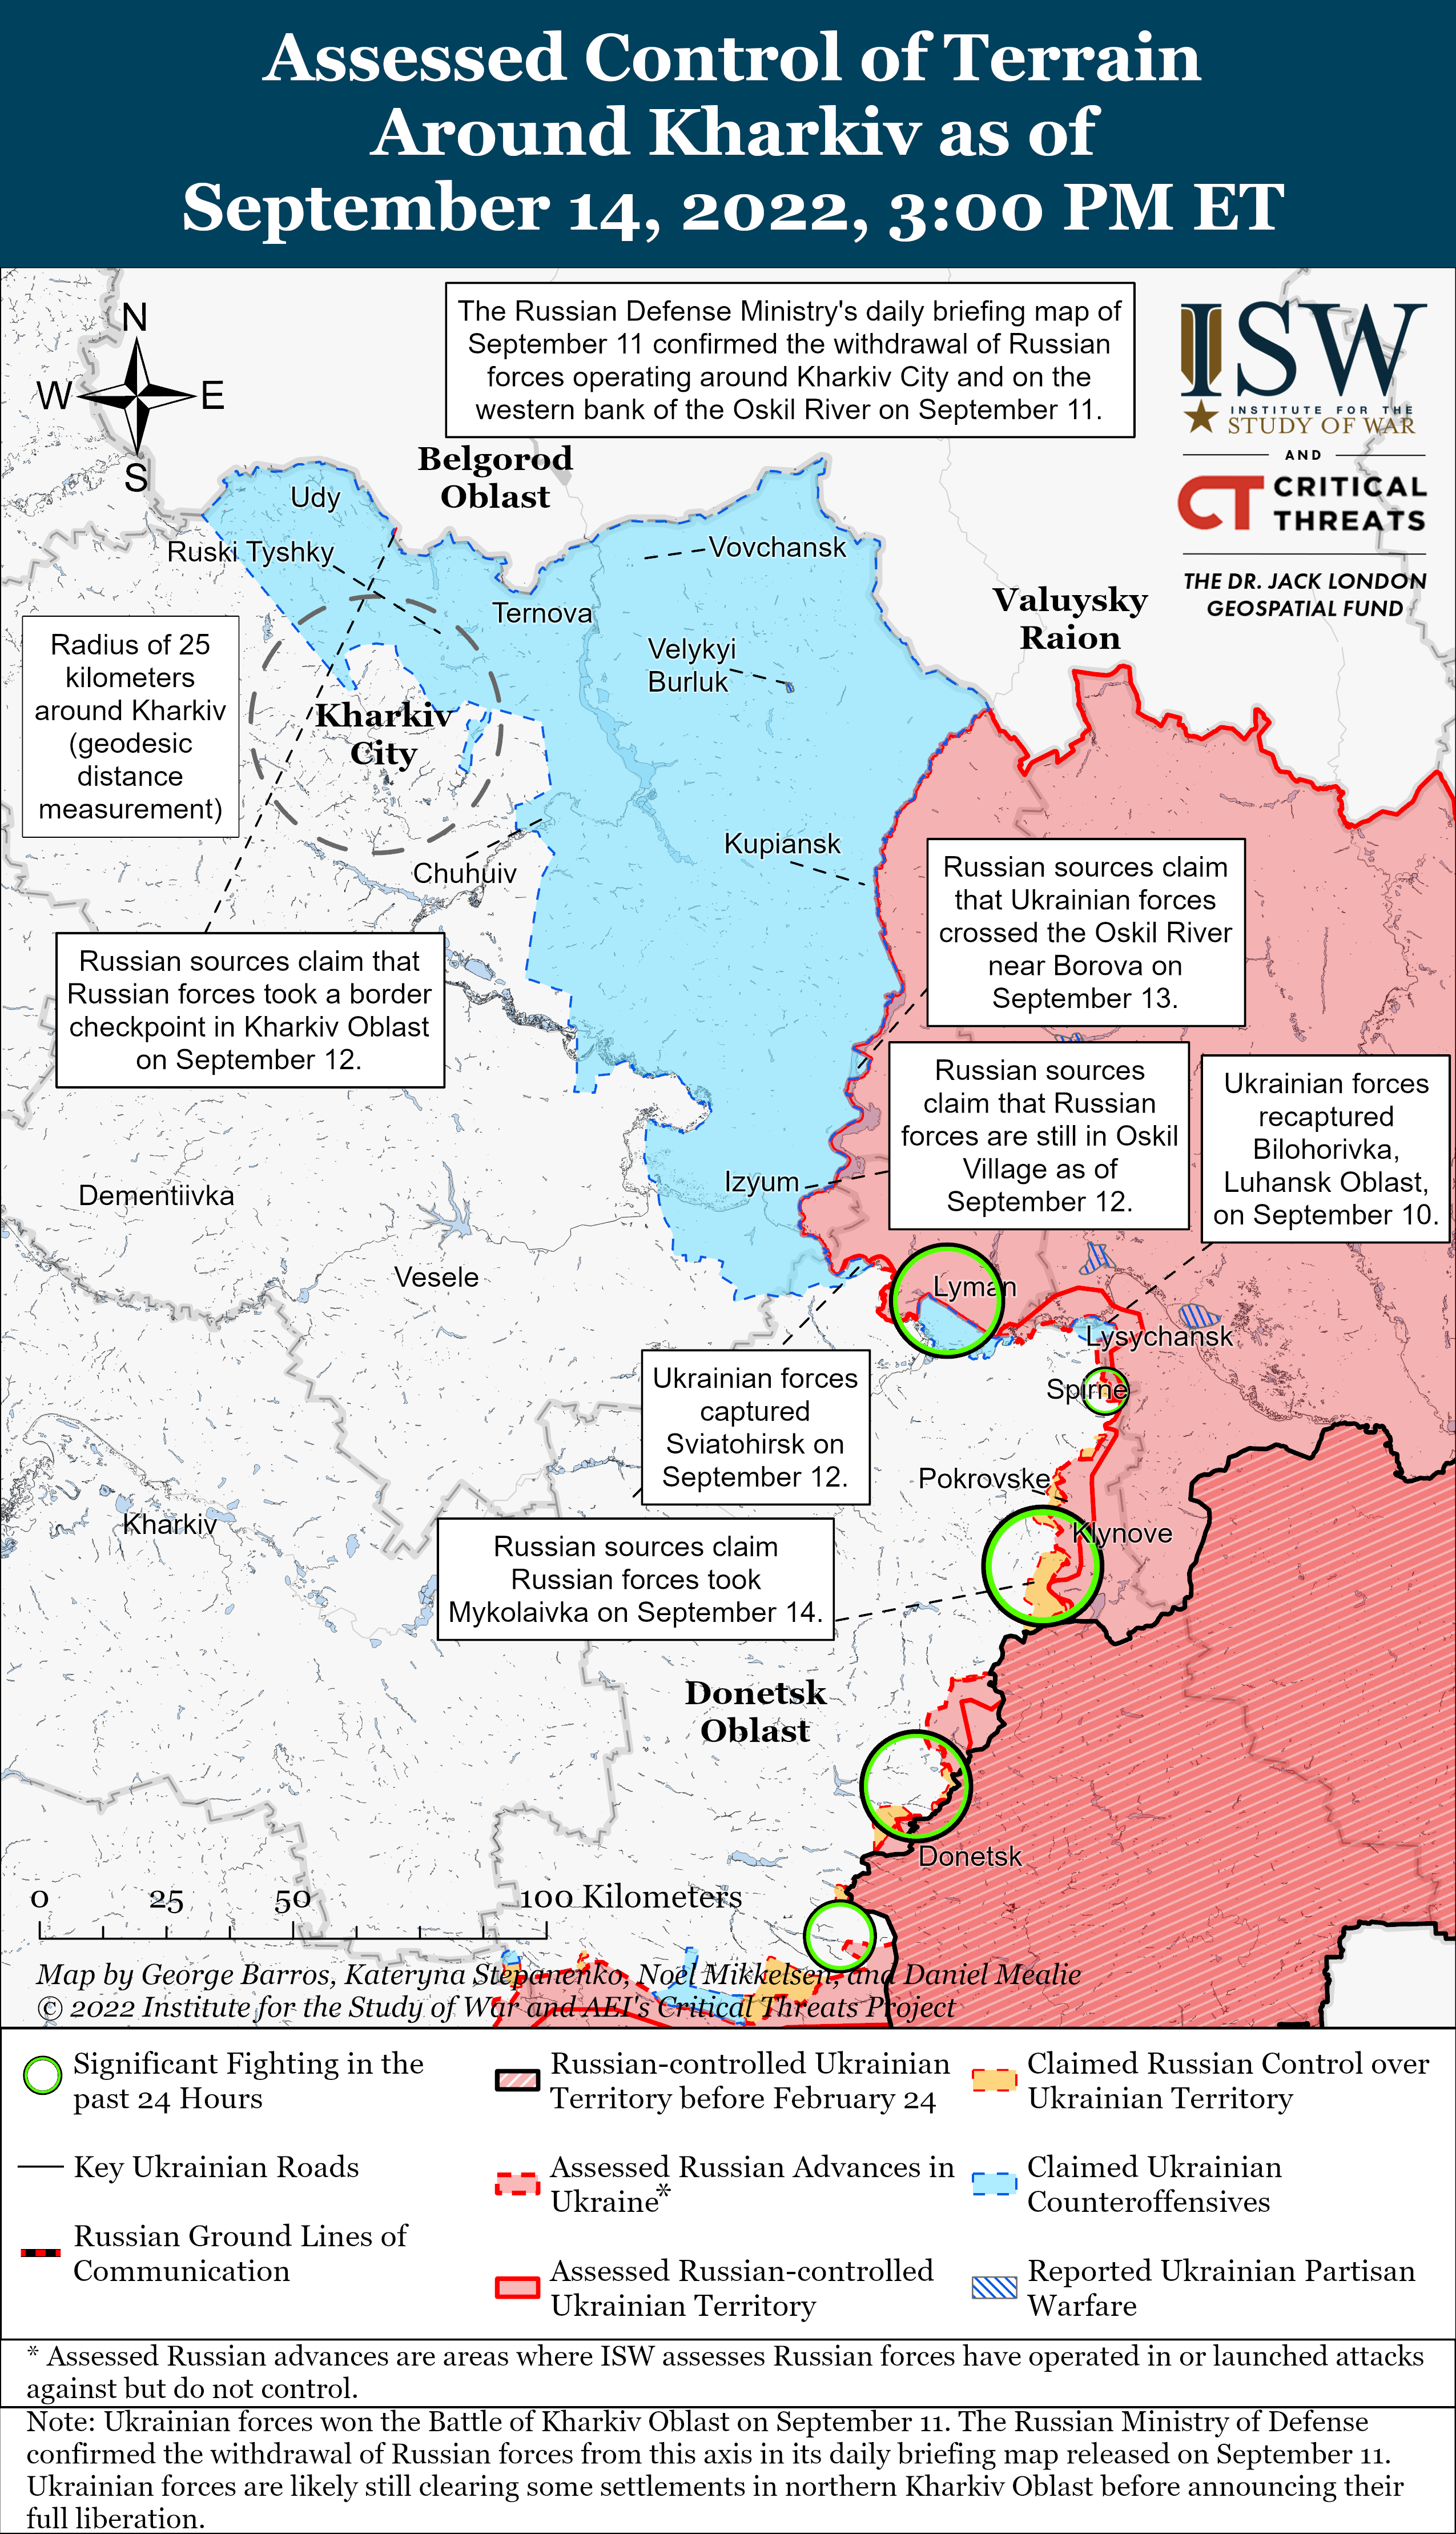 Assessed Control of Terrain
Around Kharkiv as of
September 14, 2022, 3:00 PM ET
N
W
E
S
The Russian Defense Ministry's daily briefing map of
September 11 confirmed the withdrawal of Russian
forces operating around Kharkiv City and on the
western bank of the Oskil River on September 11.
ISW
INSTITUTE FOR THE
STUDY OF WAR
AND
CT CRITICAL
THREATS
THE DR. JACK LONDON
GEOSPATIAL FUND
Belgorod
Oblast
Udy
Ruski Tyshky
Vovchansk
Ternova
Valuysky
Raion
Velykyi
Burluk
Radius of 25
kilometers
around Kharkiv
(geodesic
distance
measurement)
Kharkiv
City
Kupiansk
Chuhuiv
Russian sources claim
that Ukrainian forces
crossed the Oskil River
near Borova on
September 13.
Russian sources claim that
Russian forces took a border
checkpoint in Kharkiv Oblast
on September 12.
Russian sources
claim that Russian
forces are still in Oskil
Village as of
September 12.
Ukrainian forces
recaptured
Bilohorivka,
Luhansk Oblast,
on September 10.
Izyum
Dementiivka
Vesele
Lyman
Lysychansk
Ukrainian forces
captured
Sviatohirsk on
September 12.
Spirne
Pokrovske
Kharkiv
Klynove
Russian sources claim
Russian forces took
Mykolaivka on September 14.
Donetsk
Oblast
Donetsk
0 25 50 100 Kilometers
Map by George Barros, Kateryna Stepanenko, Noel Mikkelsen, and Daniel Mealie
© 2022 Institute for the Study of War and AEI's Critical Threats Project
Significant Fighting in the
past 24 Hours
Key Ukrainian Roads
Russian Ground Lines of
Communication
Russian-controlled Ukrainian
Territory before February 24
Assessed Russian Advances in
Ukraine*
Assessed Russian-controlled
Ukrainian Territory
Claimed Russian Control over
Ukrainian Territory
Claimed Ukrainian
Counteroffensives
Reported Ukrainian Partisan
Warfare
* Assessed Russian advances are areas where ISW assesses Russian forces have operated in or launched attacks
against but do not control.
Note: Ukrainian forces won the Battle of Kharkiv Oblast on September 11. The Russian Ministry of Defense
confirmed the withdrawal of Russian forces from this axis in its daily briefing map released on September 11.
Ukrainian forces are likely still clearing some settlements in northern Kharkiv Oblast before announcing their
full liberation.